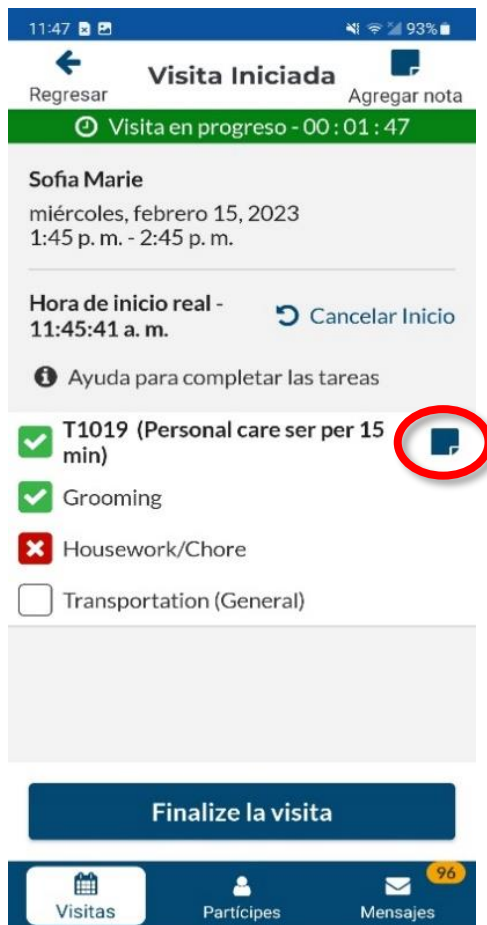 11:47 93%
Regresar
Visita Iniciada
Agregar nota
Visita en progreso - 00 : 01 : 47
Sofia Marie
miércoles, febrero 15, 2023
1:45 p. m. - 2:45 p. m.
Hora de inicio real -
11:45:41 a. m.
Cancelar Inicio
Ayuda para completar las tareas
T1019 (Personal care ser per 15
min)
Grooming
Housework/Chore
Transportation (General)
Finalize la visita
96
Visitas
Partícipes
Mensajes